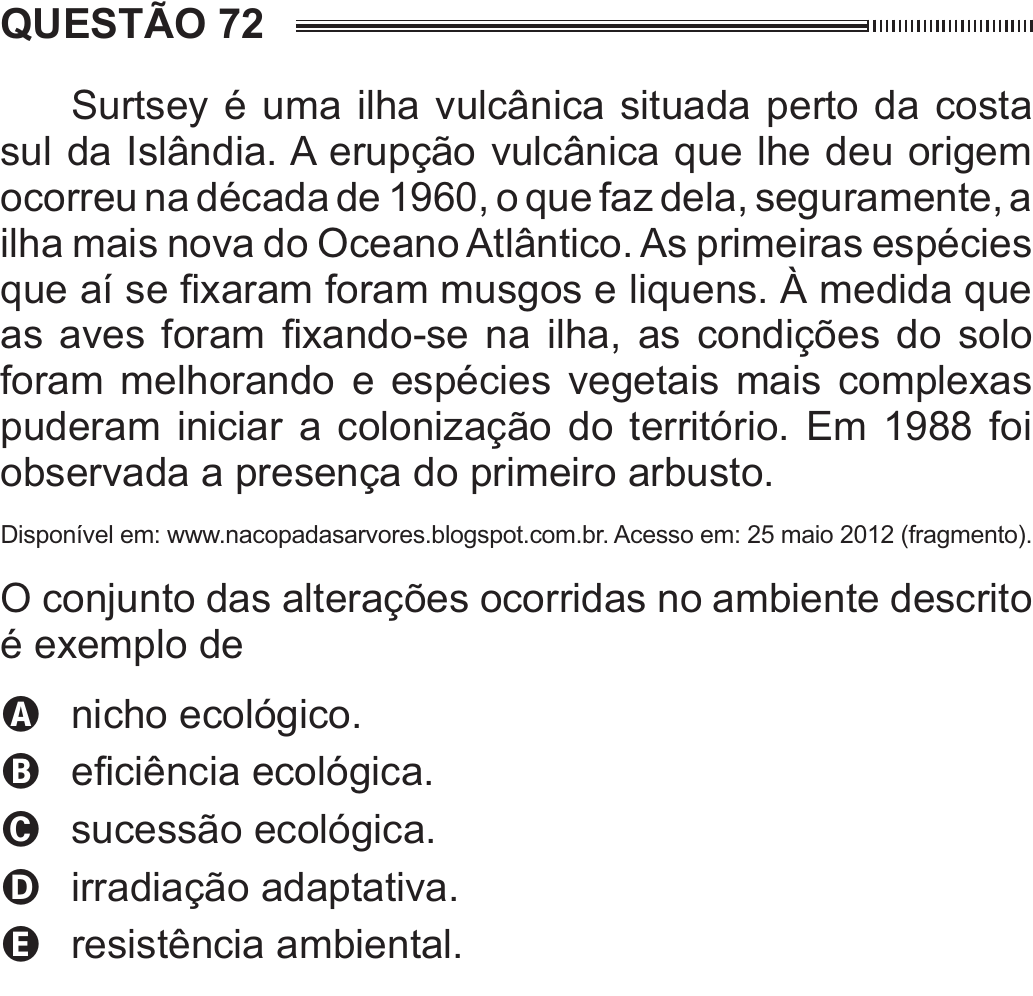 QUESTÃO 72
Surtsey é uma ilha vulcânica situada perto da costa
sul da Islândia. A erupção vulcânica que lhe deu origem
ocorreu na década de 1960, o que faz dela, seguramente, a
ilha mais nova do Oceano Atlântico. As primeiras espécies
que aí se fixaram foram musgos e liquens. À medida que
as aves foram fixando-se na ilha, as condições do solo
foram melhorando e espécies vegetais mais complexas
puderam iniciar a colonização do território. Em 1988 foi
observada a presença do primeiro arbusto.
Disponível em: www.nacopadasarvores.blogspot.com.br. Acesso em: 25 maio 2012 (fragmento).
O conjunto das alterações ocorridas no ambiente descrito
é exemplo de
A nicho ecológico.
B eficiência ecológica.
C sucessão ecológica.
D irradiação adaptativa.
E resistência ambiental.